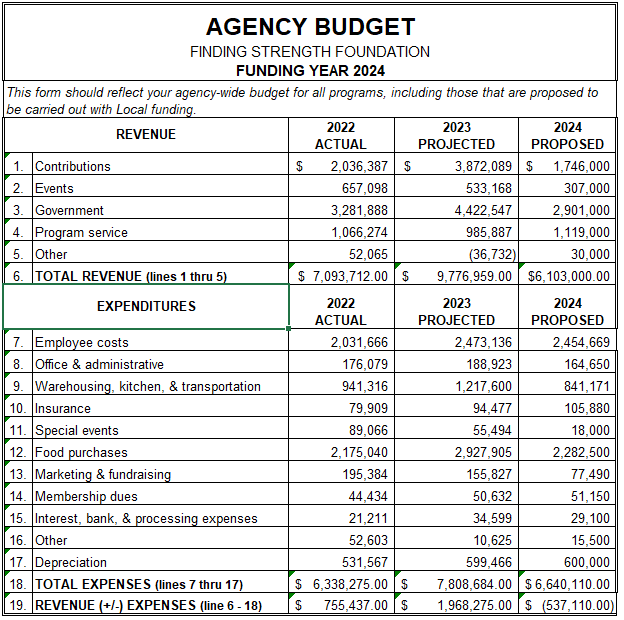 AGENCY BUDGET
FINDING STRENGTH FOUNDATION
FUNDING YEAR 2024
This form should reflect your agency-wide budget for all programs, including those that are proposed to
be carried out with Local funding.
REVENUE 2022 ACTUAL 2023 PROJECTED 2024 PROPOSED
1. Contributions $ 2,036,387 $ 3,872,089 $ 1,746,000
2. Events 657,098 533,168 307,000
3. Government 3,281,888 4,422,547 2,901,000
4. Program service 1,066,274 985,887 1,119,000
5. Other 52,065 (36,732) 30,000
6. TOTAL REVENUE (lines 1 thru 5) $ 7,093,712.00 $ 9,776,959.00 $6,103,000.00
EXPENDITURES 2022 ACTUAL 2023 PROJECTED 2024 PROPOSED
7. Employee costs 2,031,666 2,473,136 2,454,669
8. Office & administrative 176,079 188,923 164,650
9. Warehousing, kitchen, & transportation 941,316 1,217,600 841,171
10. Insurance 79,909 94,477 105,880
11. Special events 89,066 55,494 18,000
12. Food purchases 2,175,040 2,927,905 2,282,500
13. Marketing & fundraising 195,384 155,827 77,490
14. Membership dues 44,434 50,632 51,150
15. Interest, bank, & processing expenses 21,211 34,599 29,100
16. Other 52,603 10,625 15,500
17. Depreciation 531,567 599,466 600,000
18. TOTAL EXPENSES (lines 7 thru 17) $ 6,338,275.00 $ 7,808,684.00 $ 6,640,110.00
19. REVENUE (+/-) EXPENSES (line 6 - 18) $ 755,437.00 $ 1,968,275.00 $ (537,110.00)